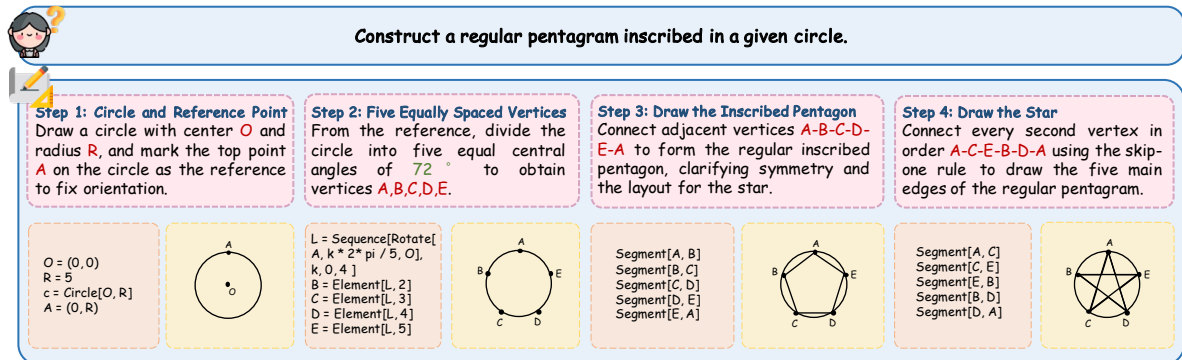 Construct a regular pentagram inscribed in a given circle.
Step 1: Circle and Reference Point
Draw a circle with center O and
radius R, and mark the top point
A on the circle as the reference
to fix orientation.
Step 2: Five Equally Spaced Vertices
From the reference, divide the
circle into five equal central
angles of 72 ° to obtain
vertices A,B,C,D,E.
Step 3: Draw the Inscribed Pentagon
Connect adjacent vertices A-B-C-D-
E-A to form the regular inscribed
pentagon, clarifying symmetry and
the layout for the star.
Step 4: Draw the Star
Connect every second vertex in
order A-C-E-B-D-A using the skip-
one rule to draw the five main
edges of the regular pentagram.
O = (0, 0)
R = 5
c = Circle[O, R]
A = (0, R)
A
O
L = Sequence[Rotate[
A, k * 2* pi / 5, O],
k, 0, 4 ]
B = Element[L, 2]
C = Element[L, 3]
D = Element[L, 4]
E = Element[L, 5]
A
B
E
C
D
Segment[A, B]
Segment[B, C]
Segment[C, D]
Segment[D, E]
Segment[E, A]
A
B
E
C
D
Segment[A, C]
Segment[C, E]
Segment[E, B]
Segment[B, D]
Segment[D, A]
A
B
E
C
D